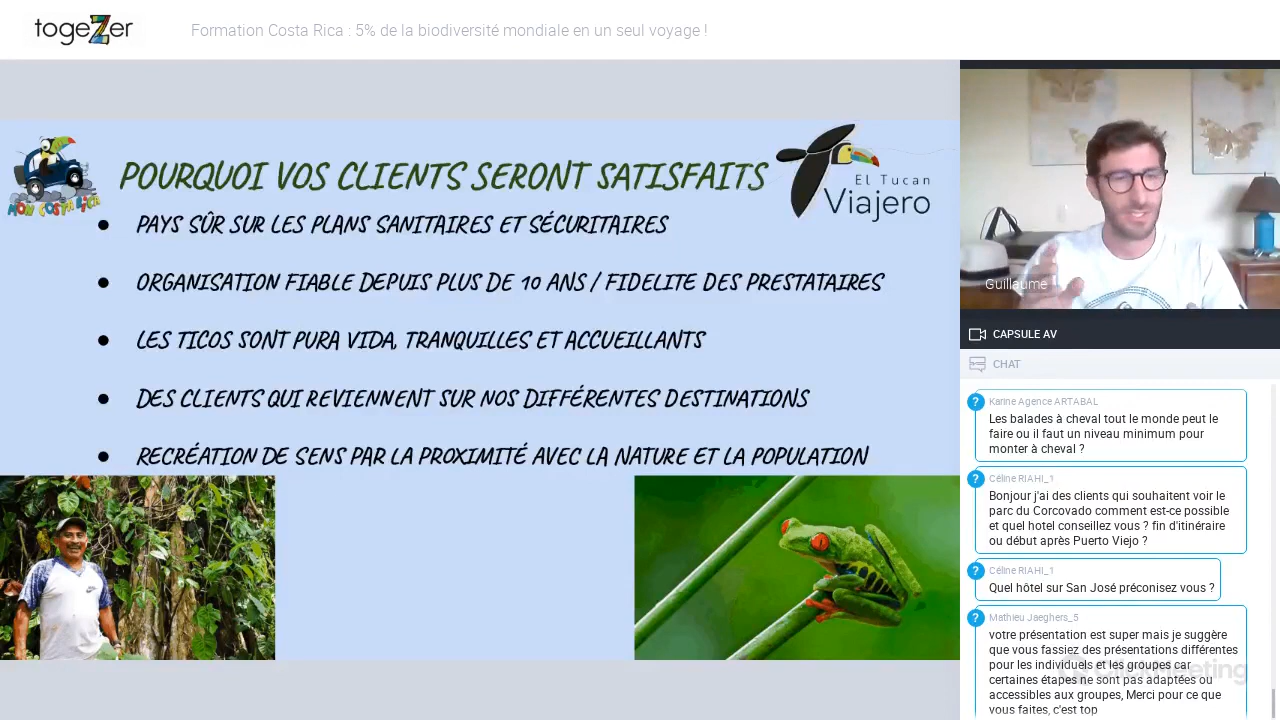 togeZer
Formation Costa Rica : 5% de la biodiversité mondiale en un seul voyage !
MON COSTA RICA
POURQUOI VOS CLIENTS SERONT SATISFAITS
El Tucan
Viajero
• PAYS SÛR SUR LES PLANS SANITAIRES ET SÉCURITAIRES
• ORGANISATION FIABLE DEPUIS PLUS DE 10 ANS / FIDELITE DES PRESTATAIRES
• LES TICOS SONT PURA VIDA, TRANQUILLES ET ACCUEILLANTS
• DES CLIENTS QUI REVIENNENT SUR NOS DIFFÉRENTES DESTINATIONS
• RECRÉATION DE SENS PAR LA PROXIMITÉ AVEC LA NATURE ET LA POPULATION
Guillaume
CAPSULE AV
CHAT
?
Karine Agence ARTABAL
Les balades à cheval tout le monde peut le
faire ou il faut un niveau minimum pour
monter à cheval ?
?
Céline RIAHI_1
Bonjour j'ai des clients qui souhaitent voir le
parc du Corcovado comment est-ce possible
et quel hotel conseillez vous ? fin d'itinéraire
ou début après Puerto Viejo ?
?
Céline RIAHI_1
Quel hôtel sur San José préconisez vous ?
?
Mathieu Jaeghers_5
votre présentation est super mais je suggère
que vous fassiez des présentations différentes
pour les individuels et les groupes car
certaines étapes ne sont pas adaptées ou
accessibles aux groupes, Merci pour ce que
vous faites, c'est top
ClickMeeting